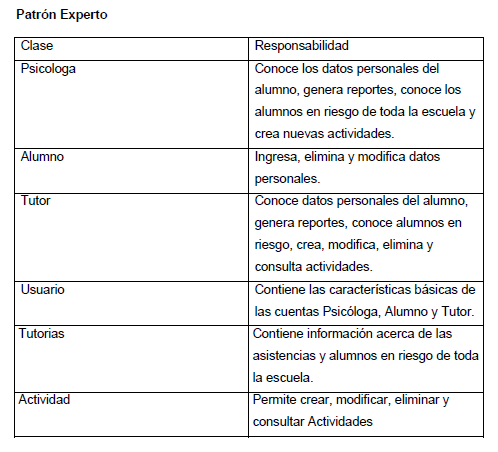 Patrón Experto
Clase Responsabilidad
Psicologa Conoce los datos personales del
alumno, genera reportes, conoce los
alumnos en riesgo de toda la escuela y
crea nuevas actividades.
Alumno Ingresa, elimina y modifica datos
personales.
Tutor Conoce datos personales del alumno,
genera reportes, conoce alumnos en
riesgo, crea, modifica, elimina y
consulta actividades.
Usuario Contiene las características básicas de
las cuentas Psicóloga, Alumno y Tutor.
Tutorias Contiene información acerca de las
asistencias y alumnos en riesgo de toda
la escuela.
Actividad Permite crear, modificar, eliminar y
consultar Actividades